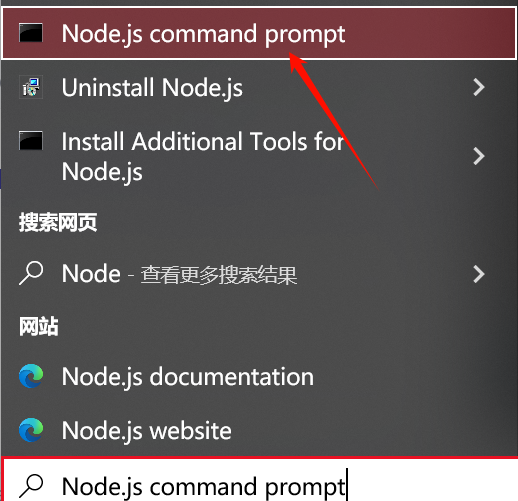 Node.js command prompt
Uninstall Node.js
Install Additional Tools for
Node.js
搜索网页
Node - 查看更多搜索结果
网站
Node.js documentation
Node.js website
Node.js command prompt